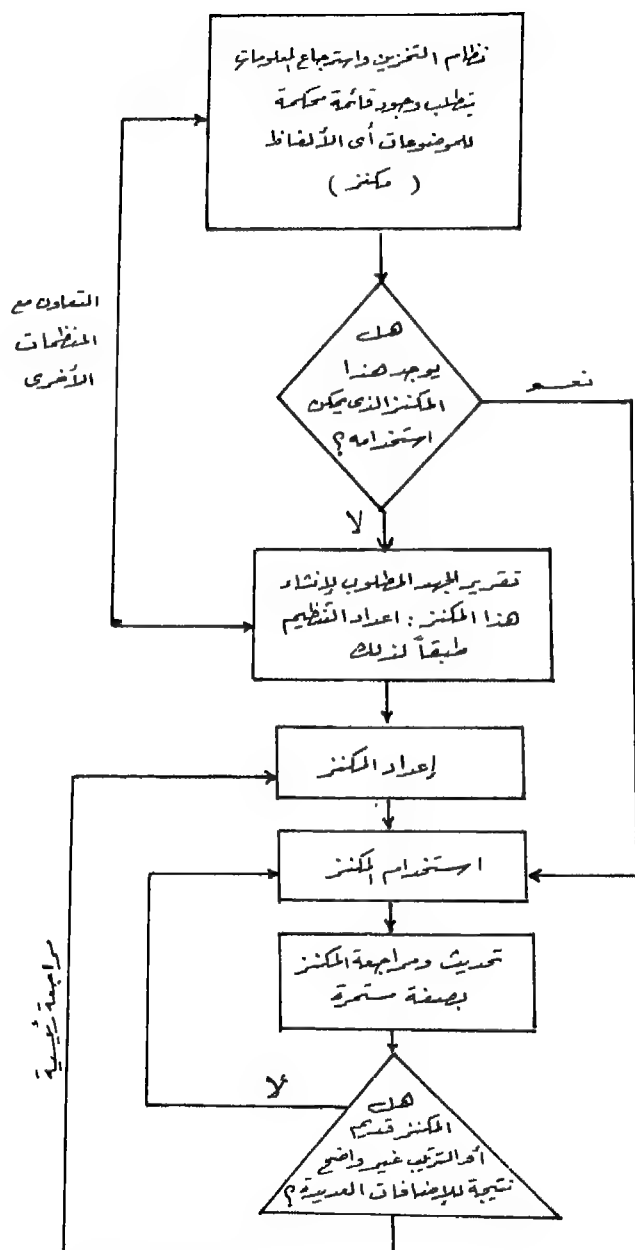 نظام التخزين واسترجاع المعلومات
يتطلب وجود قائمة محكمة
للموضوعات أى الألفاظ
( مكنز )
التعاون مع
المنظمات
الأخرى
هل
يوجد هذا
المكنز الذى يمكن
استخدامه؟
نعم
لا
تقرير الجهد المطلوب لإنشاء
هذا المكنز : اعداد التنظيم
طبقاً لذلك
إعداد المكنز
استخدام المكنز
تحديث ومراجعة المكنز
بصفة مستمرة
مراجعة رئيسية
لا
هل
المكنز قديم
أو الترتيب غير واضح
نتيجة للإضافات العديدة؟